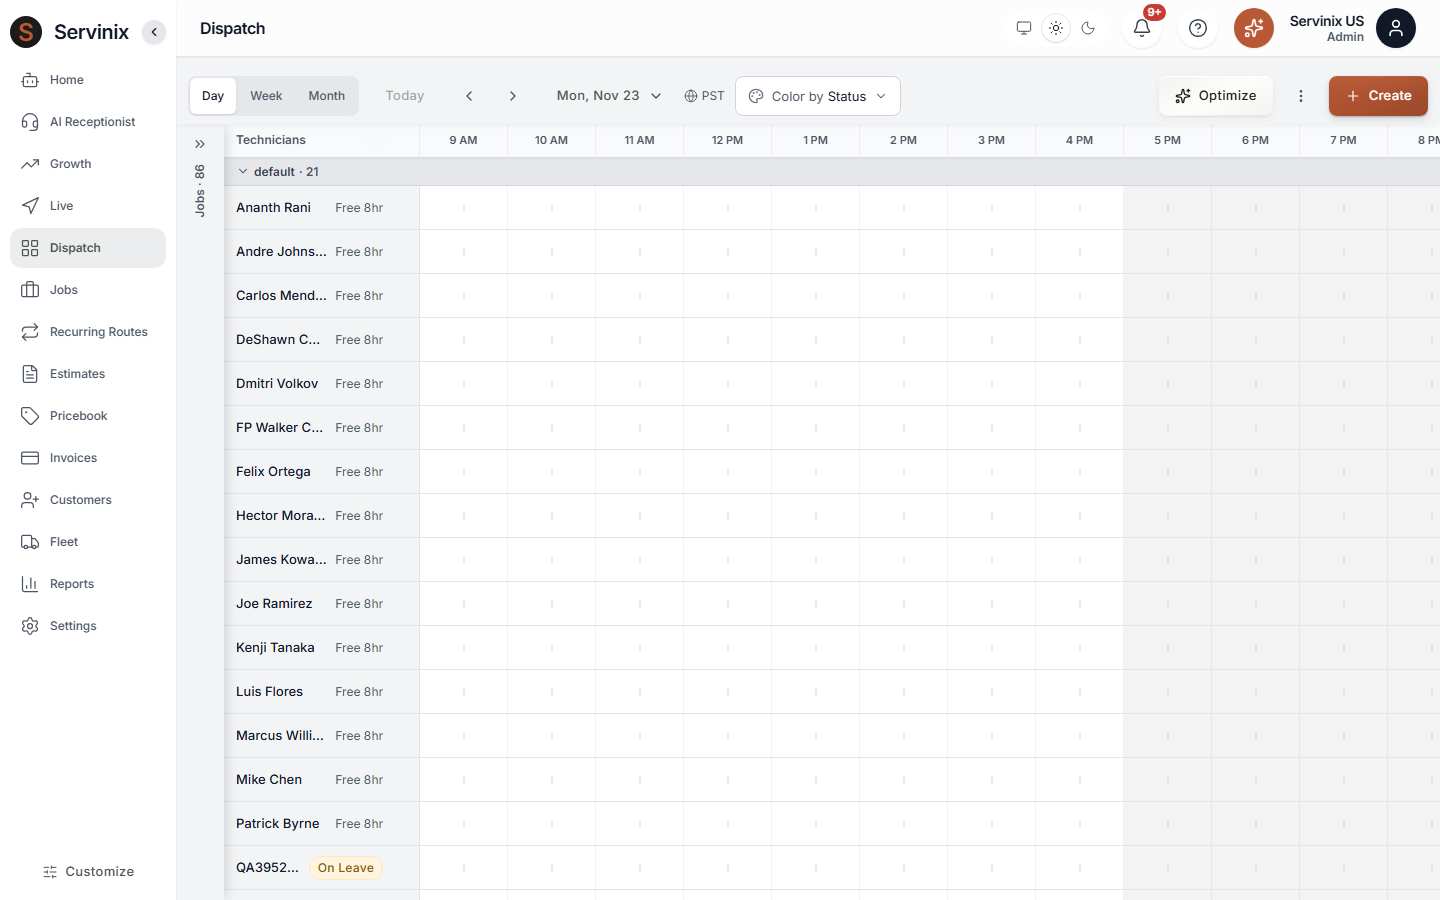 S Servinix
Home
AI Receptionist
Growth
Live
Dispatch
Jobs
Recurring Routes
Estimates
Pricebook
Invoices
Customers
Fleet
Reports
Settings
Customize
Dispatch
9+
Servinix US
Admin
Day Week Month Today Mon, Nov 23 PST Color by Status Optimize Create
Jobs · 86
Technicians 9 AM 10 AM 11 AM 12 PM 1 PM 2 PM 3 PM 4 PM 5 PM 6 PM 7 PM 8 PM
default · 21
Ananth Rani Free 8hr
Andre Johns... Free 8hr
Carlos Mend... Free 8hr
DeShawn C... Free 8hr
Dmitri Volkov Free 8hr
FP Walker C... Free 8hr
Felix Ortega Free 8hr
Hector Mora... Free 8hr
James Kowa... Free 8hr
Joe Ramirez Free 8hr
Kenji Tanaka Free 8hr
Luis Flores Free 8hr
Marcus Willi... Free 8hr
Mike Chen Free 8hr
Patrick Byrne Free 8hr
QA3952... On Leave